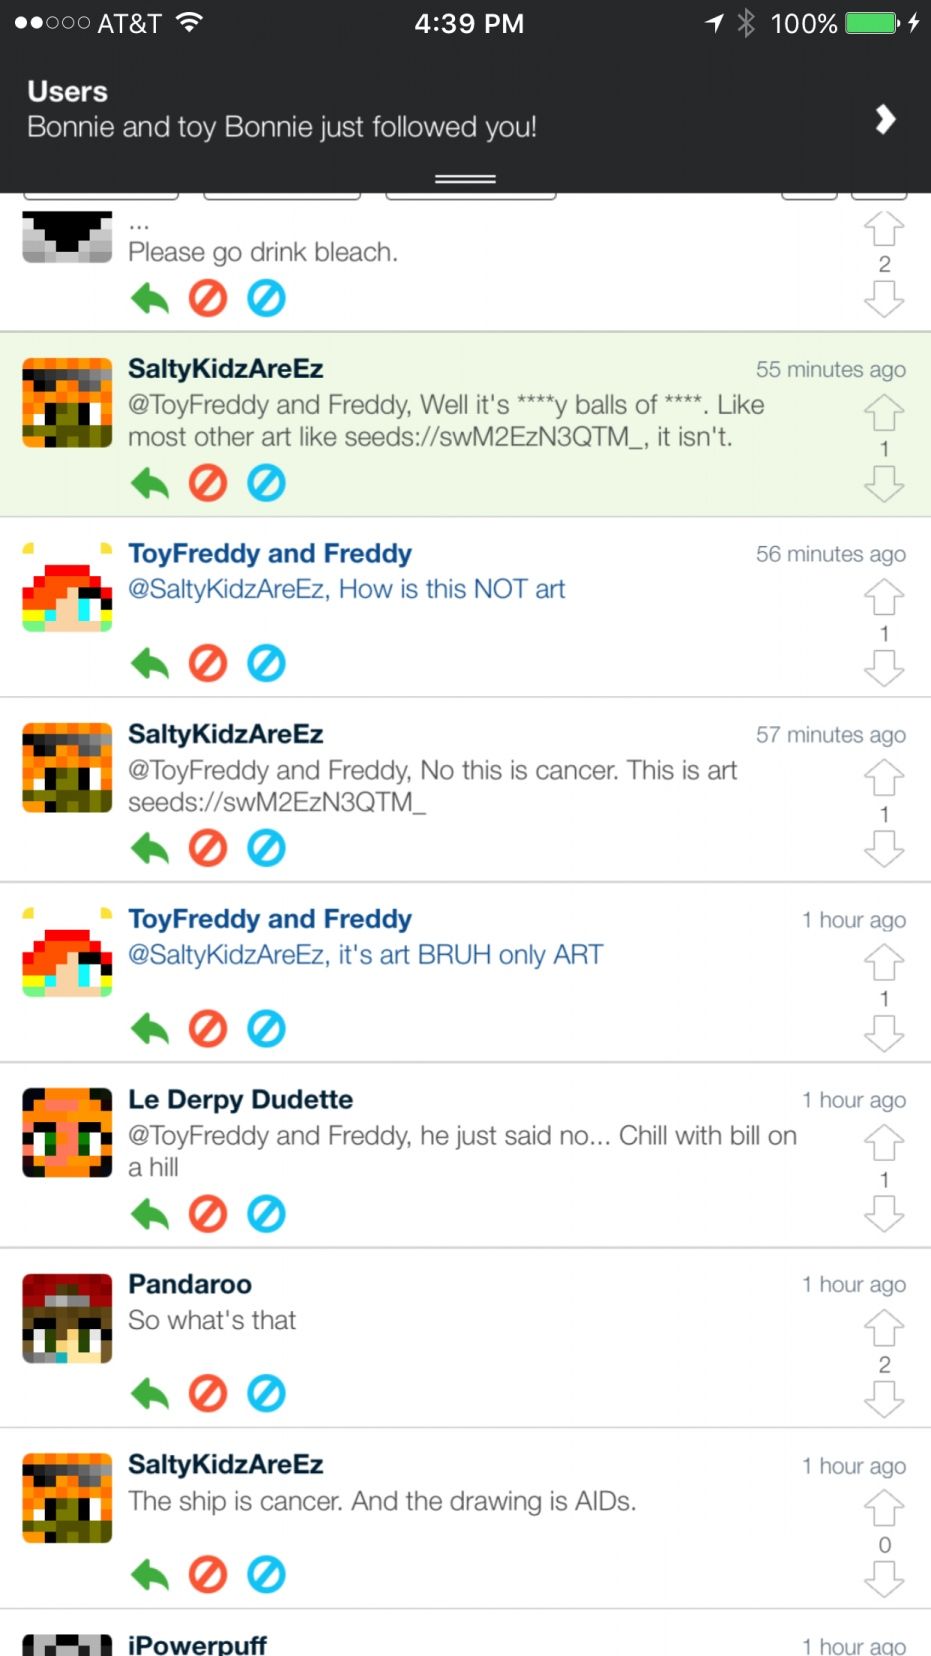 AT&T 4:39 PM 100%
Users
Bonnie and toy Bonnie just followed you!
...
Please go drink bleach.
2
SaltyKidzAreEz 55 minutes ago
@ToyFreddy and Freddy, Well it's ****y balls of ****. Like
most other art like seeds://swM2EzN3QTM_, it isn't.
1
ToyFreddy and Freddy 56 minutes ago
@SaltyKidzAreEz, How is this NOT art
1
SaltyKidzAreEz 57 minutes ago
@ToyFreddy and Freddy, No this is cancer. This is art
seeds://swM2EzN3QTM_
1
ToyFreddy and Freddy 1 hour ago
@SaltyKidzAreEz, it's art BRUH only ART
1
Le Derpy Dudette 1 hour ago
@ToyFreddy and Freddy, he just said no... Chill with bill on
a hill
1
Pandaroo 1 hour ago
So what's that
2
SaltyKidzAreEz 1 hour ago
The ship is cancer. And the drawing is AIDs.
0
iPowerpuff 1 hour ago